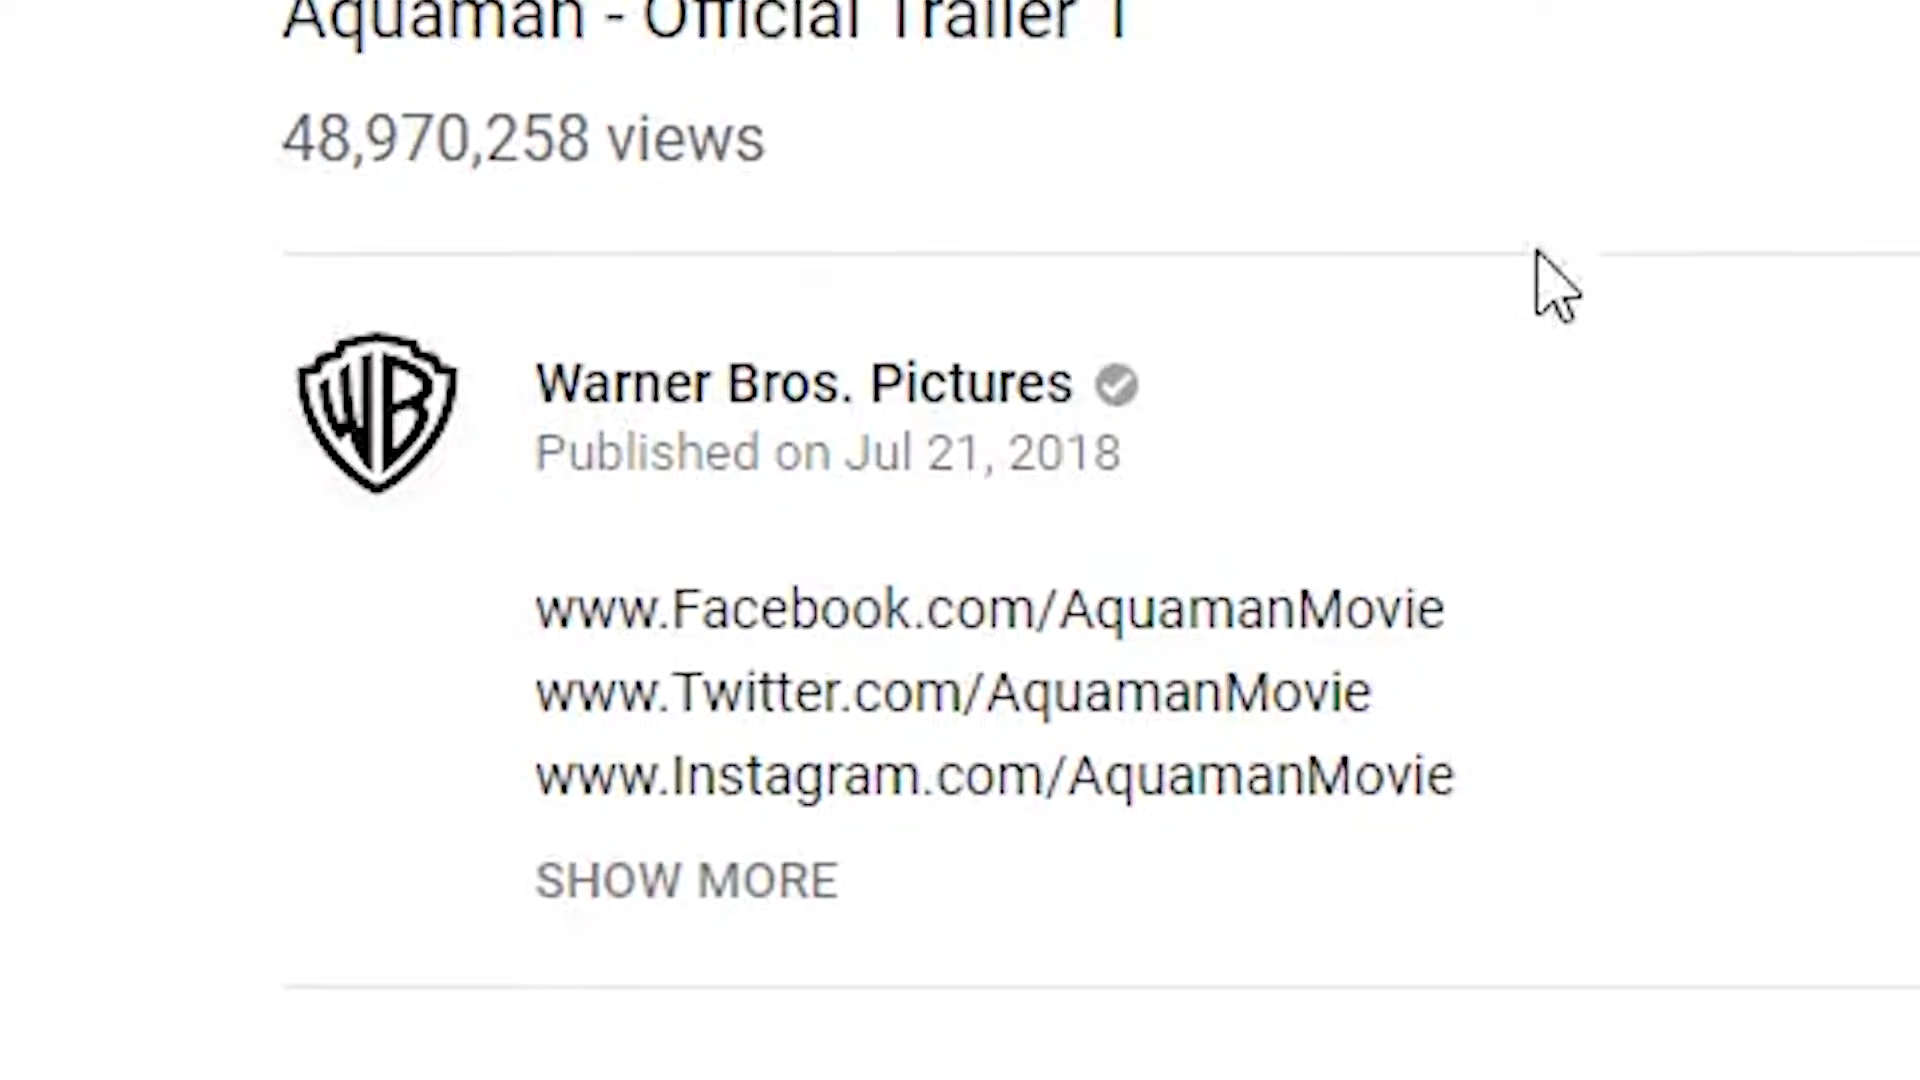 Aquaman - Official Trailer 1
48,970,258 views
WB
Warner Bros. Pictures
Published on Jul 21, 2018
www.Facebook.com/AquamanMovie
www.Twitter.com/AquamanMovie
www.Instagram.com/AquamanMovie
SHOW MORE